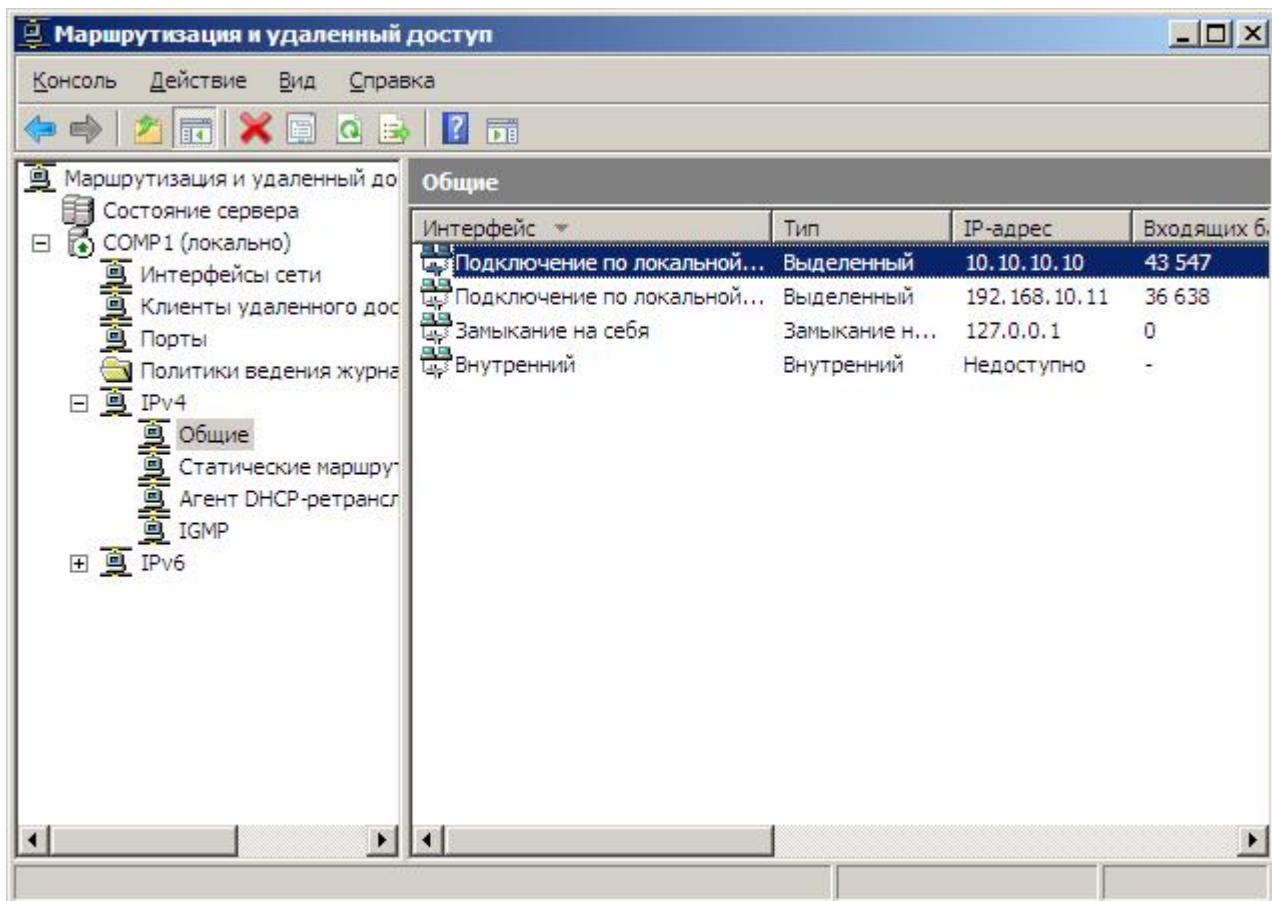 Маршрутизация и удаленный доступ
Консоль Действие Вид Справка
Маршрутизация и удаленный до
Состояние сервера
COMP1 (локально)
Интерфейсы сети
Клиенты удаленного дос
Порты
Политики ведения журна
IPv4
Общие
Статические маршрут
Агент DHCP-ретрансл
IGMP
IPv6
Общие
Интерфейс Тип IP-адрес Входящих ба
Подключение по локальной... Выделенный 10.10.10.10 43 547
Подключение по локальной... Выделенный 192.168.10.11 36 638
Замыкание на себя Замыкание н... 127.0.0.1 0
Внутренний Внутренний Недоступно -